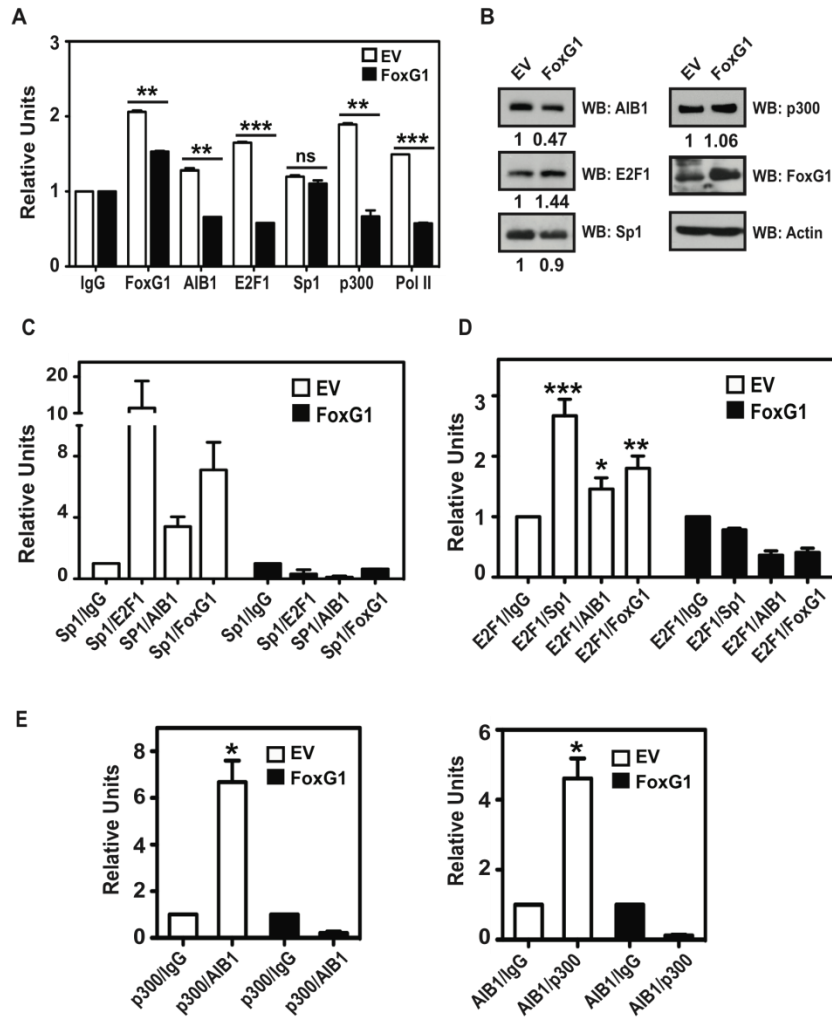 A
3
2
1
0
Relative Units
EV
FoxG1
**
**
***
ns
**
***
IgG FoxG1 AIB1 E2F1 Sp1 p300 Pol II
B
EV FoxG1
WB: AIB1
1 0.47
WB: E2F1
1 1.44
WB: Sp1
1 0.9
EV FoxG1
WB: p300
1 1.06
WB: FoxG1
WB: Actin
C
20
10
8
4
0
Relative Units
EV
FoxG1
Sp1/IgG Sp1/E2F1 SP1/AIB1 Sp1/FoxG1 Sp1/IgG Sp1/E2F1 SP1/AIB1 Sp1/FoxG1
D
3
2
1
0
Relative Units
EV
FoxG1
***
*
**
E2F1/IgG E2F1/Sp1 E2F1/AIB1 E2F1/FoxG1 E2F1/IgG E2F1/Sp1 E2F1/AIB1 E2F1/FoxG1
E
8
6
4
2
0
Relative Units
EV
FoxG1
*
p300/IgG p300/AIB1 p300/IgG p300/AIB1
6
4
2
0
Relative Units
EV
FoxG1
*
AIB1/IgG AIB1/p300 AIB1/IgG AIB1/p300